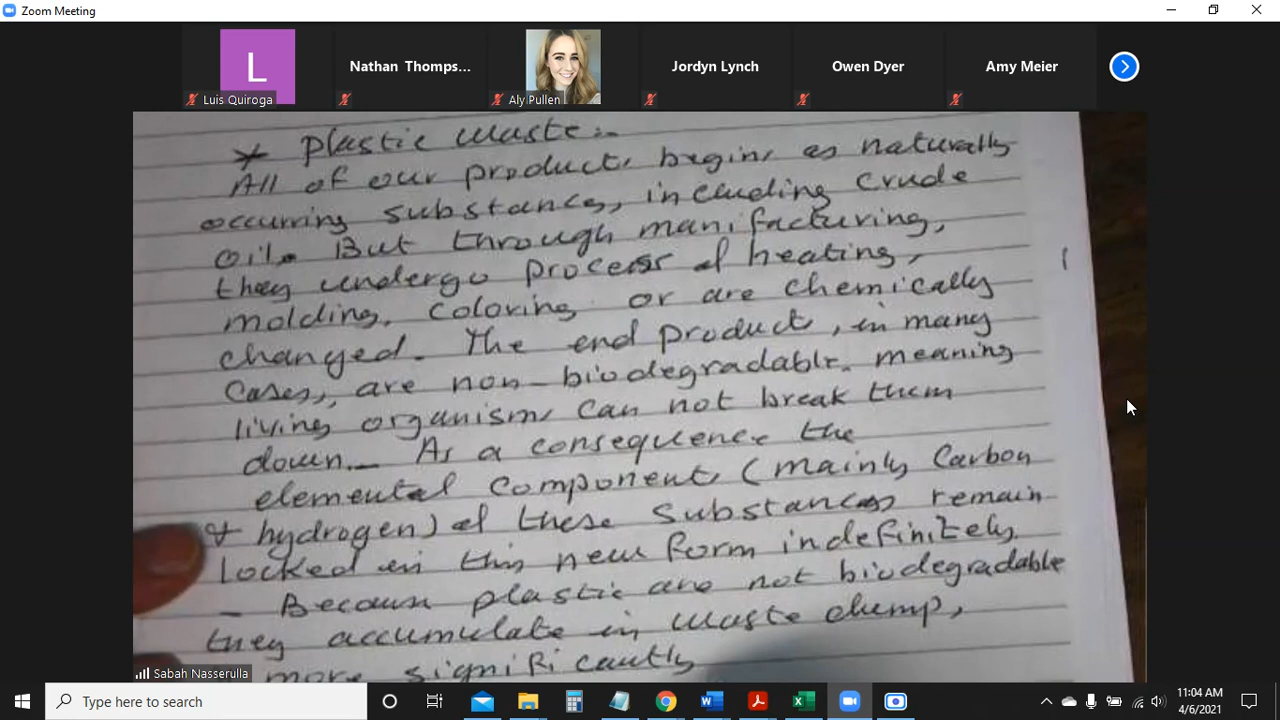 Zoom Meeting
L
Nathan Thomps...
Jordyn Lynch
Owen Dyer
Amy Meier
Luis Quiroga
Aly Pullen
* Plastic waste:-
All of our products begins as naturally
occurring substances, including crude
oil. But through manifacturing,
they undergo process of heating,
molding, coloring or are chemically
changed. The end product, in many
cases, are non-biodegradable. meaning
living organisms can not break them
down. As a consequence the
elemental components (mainly Carbon
& hydrogen) of these substances remain
locked in this new form indefinitely
- Because plastic are not biodegradable
they accumulate in waste dump,
more significantly
Sabah Nasserulla
Type here to search
11:04 AM
4/6/2021